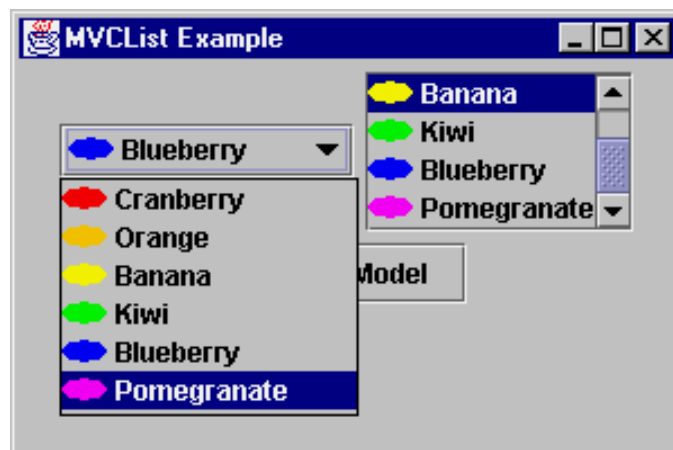 MVCList Example
Blueberry
Cranberry
Orange
Banana
Kiwi
Blueberry
Pomegranate
Banana
Kiwi
Blueberry
Pomegranate
Model